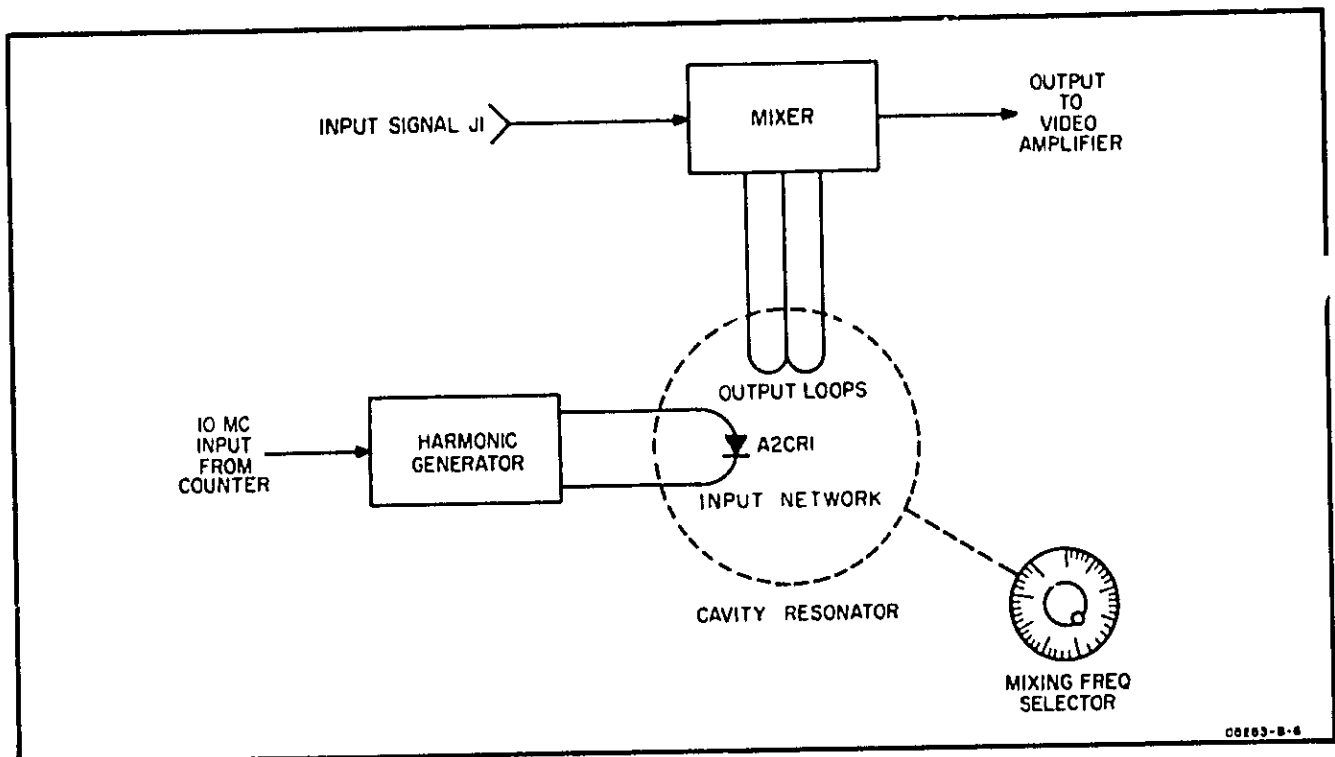 INPUT SIGNAL J1
MIXER
OUTPUT
TO
VIDEO
AMPLIFIER
OUTPUT LOOPS
10 MC
INPUT
FROM
COUNTER
HARMONIC
GENERATOR
A2CR1
INPUT NETWORK
CAVITY RESONATOR
MIXING FREQ
SELECTOR